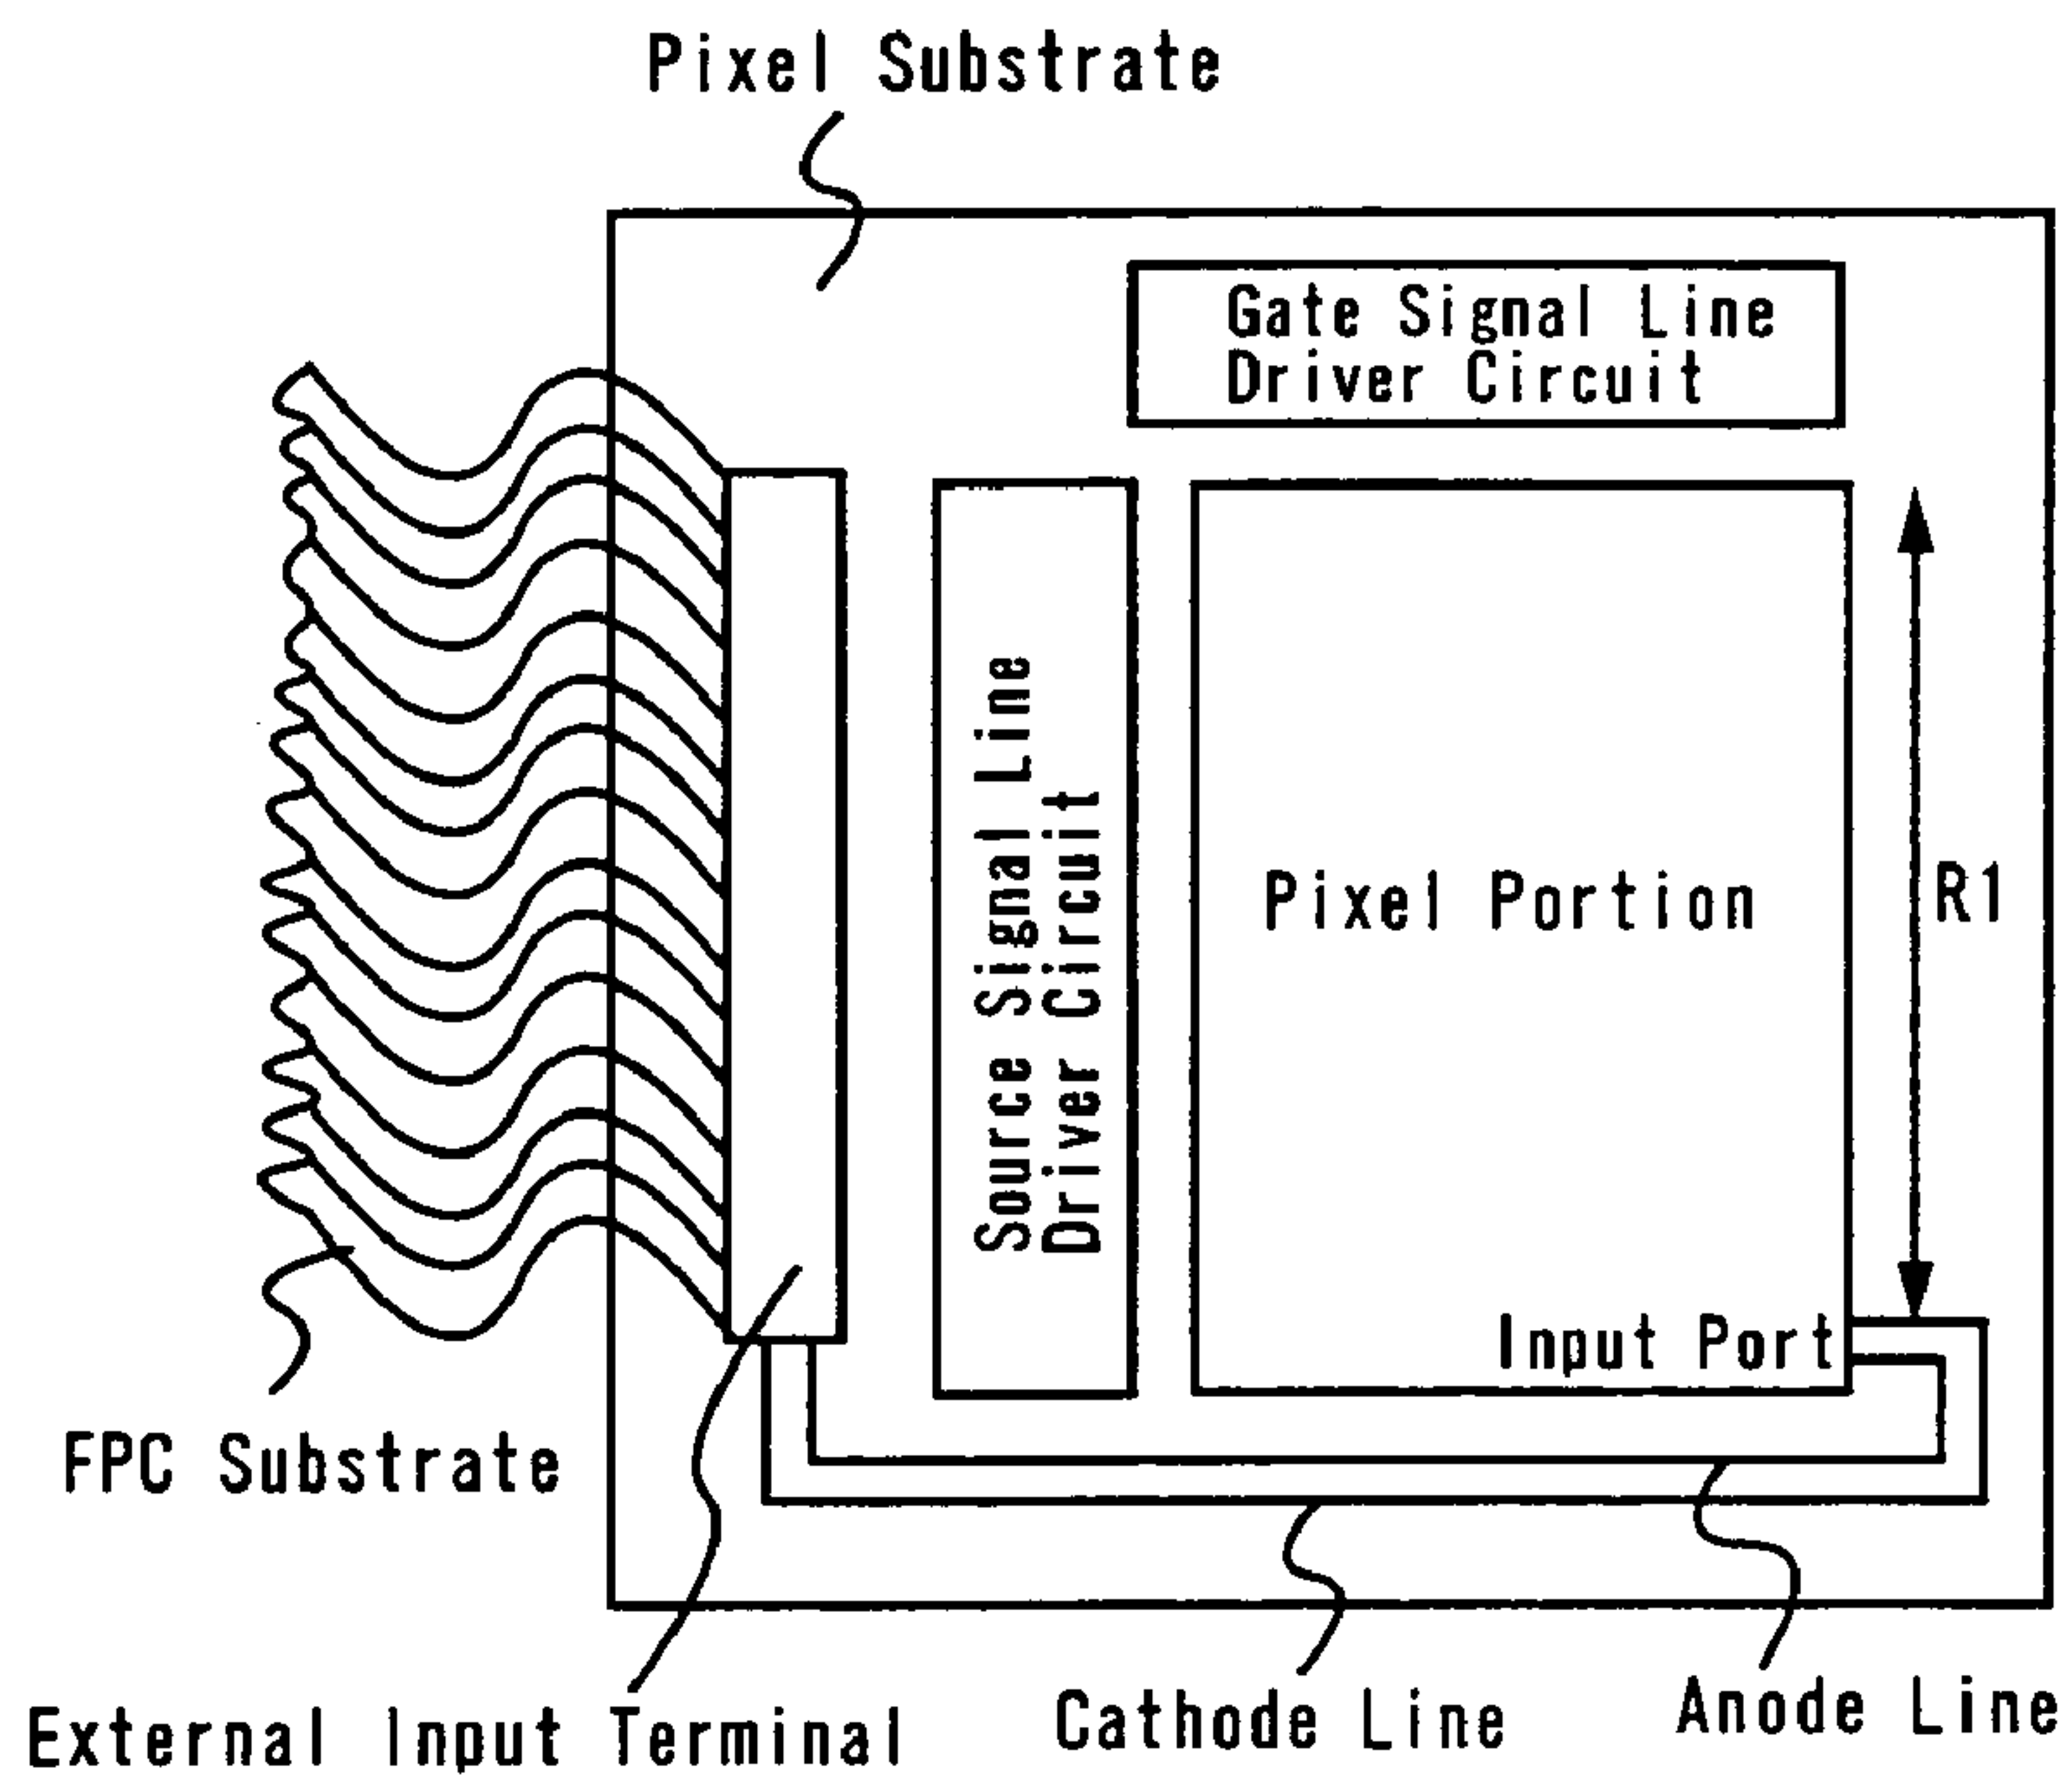 Pixel Substrate
Gate Signal Line
Driver Circuit
Source Signal Line
Driver Circuit
Pixel Portion
R1
Input Port
FPC Substrate
External Input Terminal
Cathode Line
Anode Line